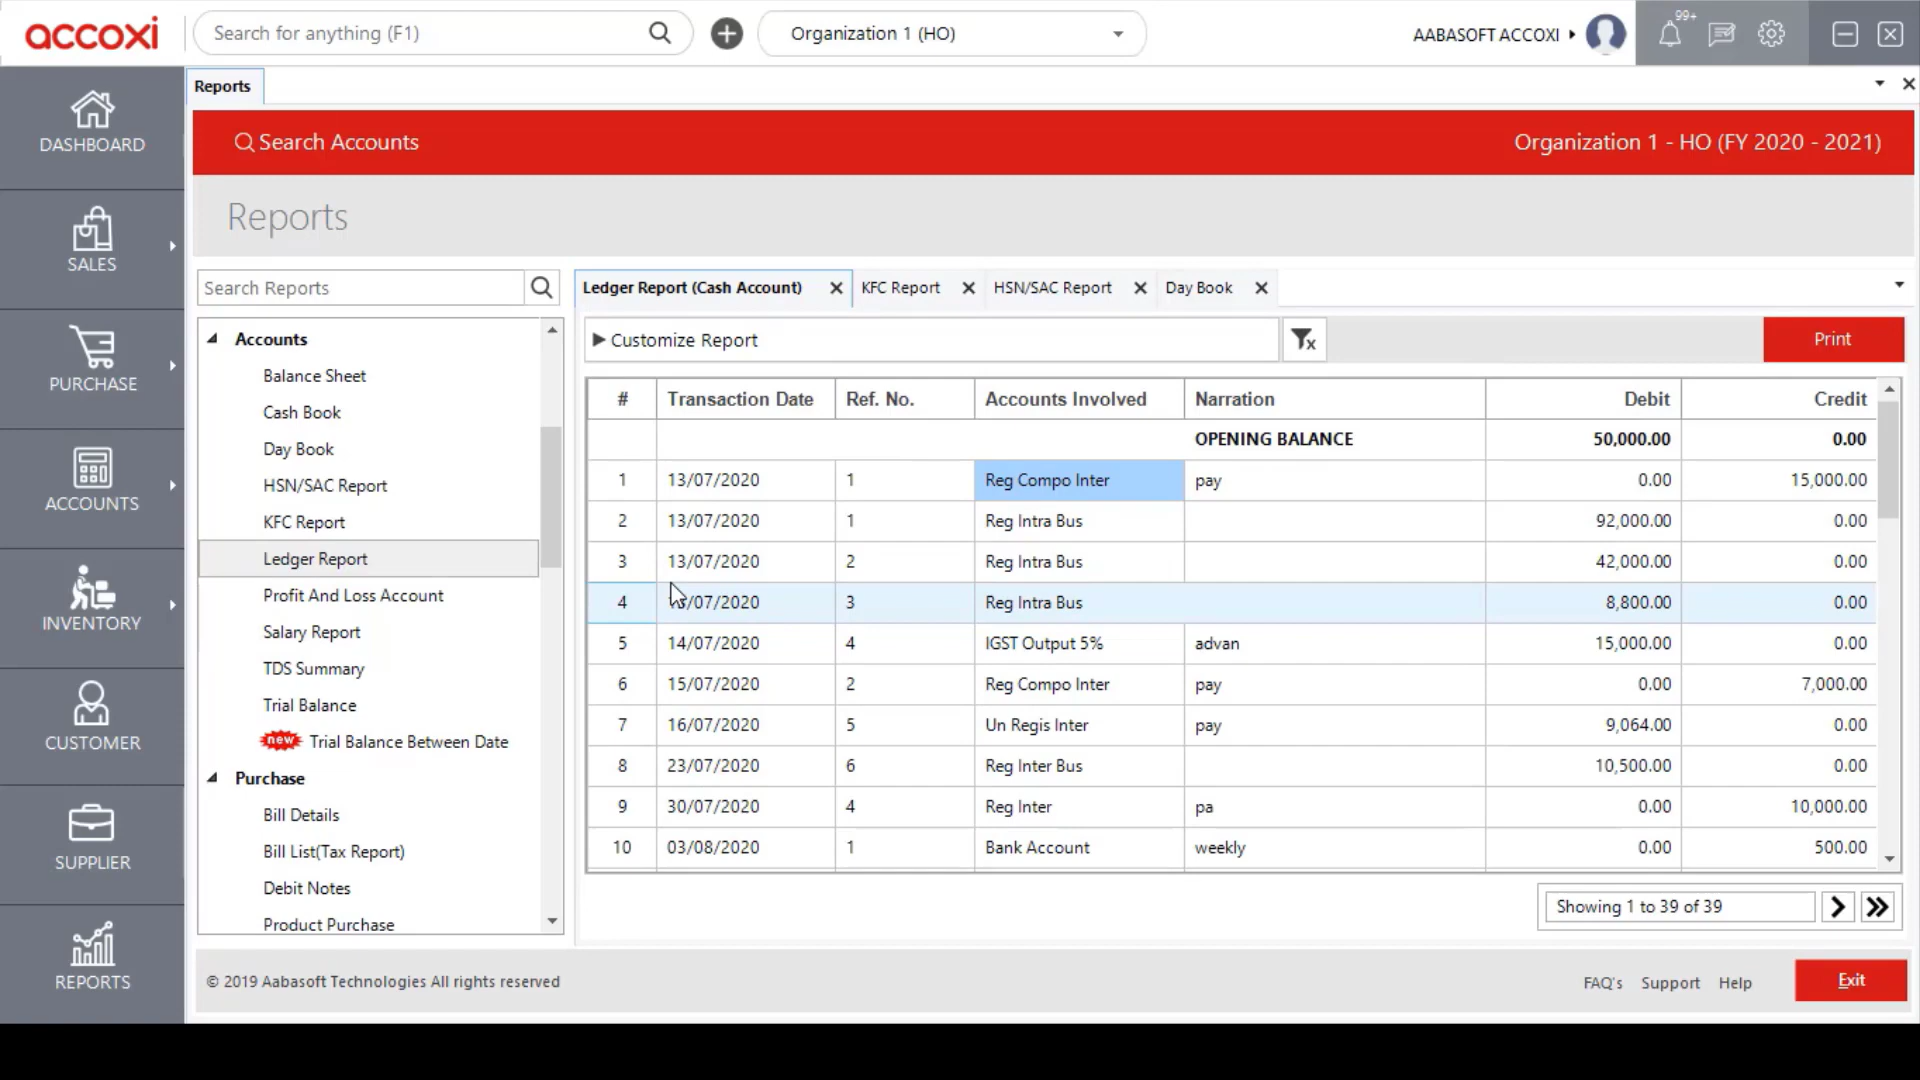 accoxi
Search for anything (F1)
Organization 1 (HO)
AABASOFT ACCOXI
99+
Reports
DASHBOARD
SALES
PURCHASE
ACCOUNTS
INVENTORY
CUSTOMER
SUPPLIER
REPORTS
Search Accounts
Organization 1 - HO (FY 2020 - 2021)
Reports
Search Reports
Accounts
Balance Sheet
Cash Book
Day Book
HSN/SAC Report
KFC Report
Ledger Report
Profit And Loss Account
Salary Report
TDS Summary
Trial Balance
new Trial Balance Between Date
Purchase
Bill Details
Bill List(Tax Report)
Debit Notes
Product Purchase
Ledger Report (Cash Account) KFC Report HSN/SAC Report Day Book
Customize Report
Print
# Transaction Date Ref. No. Accounts Involved Narration Debit Credit
OPENING BALANCE 50,000.00 0.00
1 13/07/2020 1 Reg Compo Inter pay 0.00 15,000.00
2 13/07/2020 1 Reg Intra Bus 92,000.00 0.00
3 13/07/2020 2 Reg Intra Bus 42,000.00 0.00
4 /07/2020 3 Reg Intra Bus 8,800.00 0.00
5 14/07/2020 4 IGST Output 5% advan 15,000.00 0.00
6 15/07/2020 2 Reg Compo Inter pay 0.00 7,000.00
7 16/07/2020 5 Un Regis Inter pay 9,064.00 0.00
8 23/07/2020 6 Reg Inter Bus 10,500.00 0.00
9 30/07/2020 4 Reg Inter pa 0.00 10,000.00
10 03/08/2020 1 Bank Account weekly 0.00 500.00
Showing 1 to 39 of 39
© 2019 Aabasoft Technologies All rights reserved
FAQ's Support Help
Exit